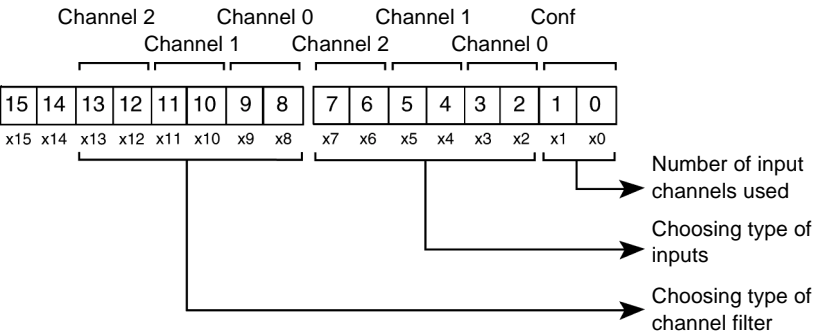 Channel 2 Channel 0 Channel 1 Conf
Channel 1 Channel 2 Channel 0
15 14 13 12 11 10 9 8 7 6 5 4 3 2 1 0
x15 x14 x13 x12 x11 x10 x9 x8 x7 x6 x5 x4 x3 x2 x1 x0
Number of input
channels used
Choosing type of
inputs
Choosing type of
channel filter